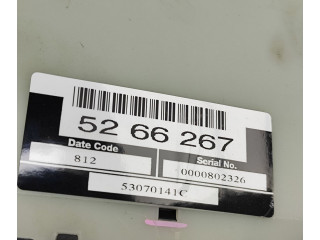 52 66 267
Date Code
Serial No.
812
0000802326
53070141C